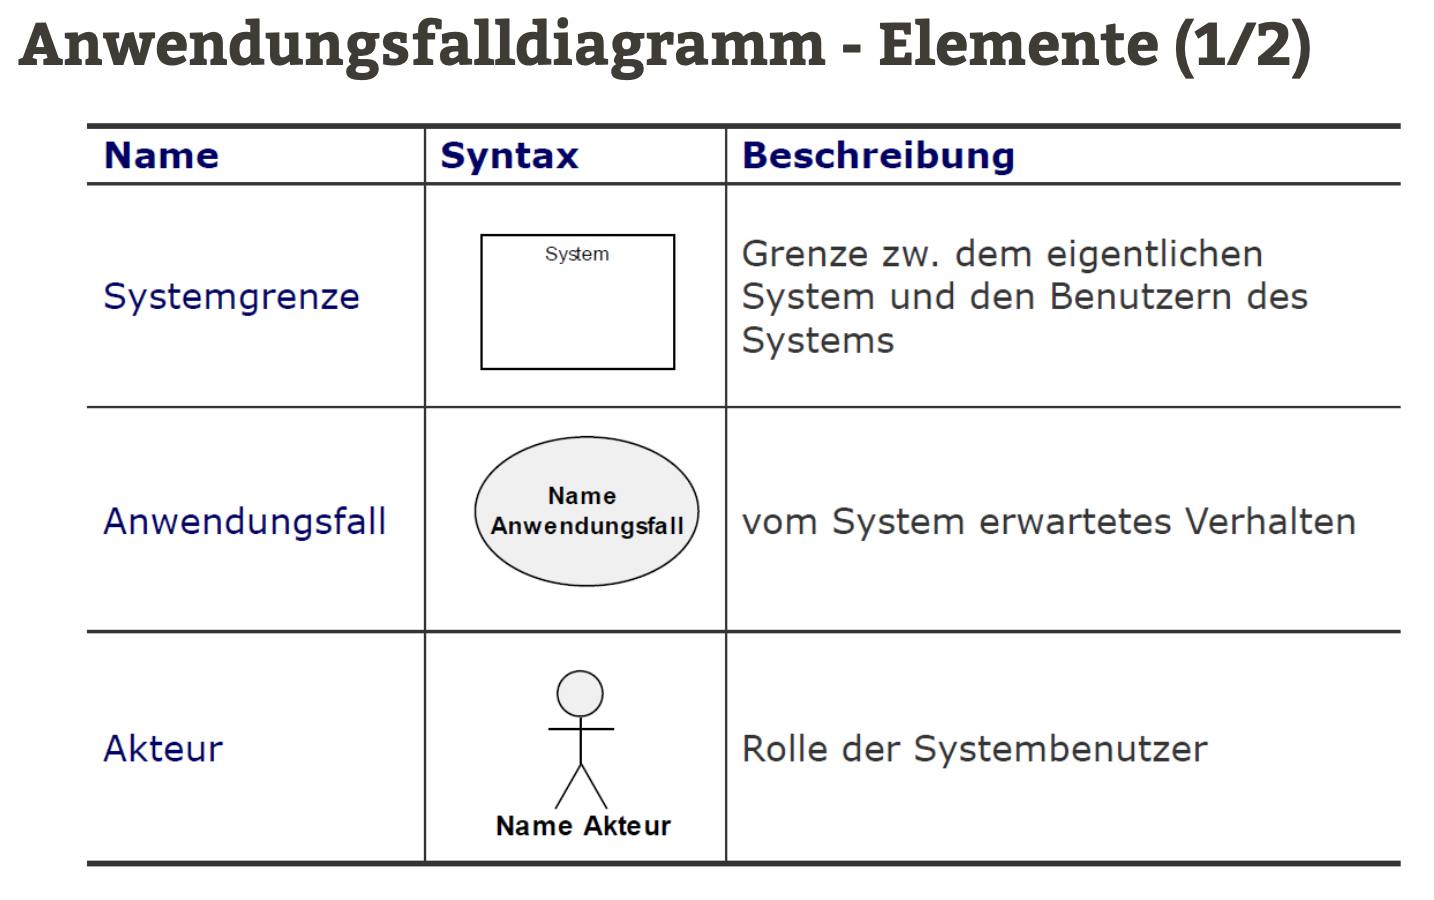 Anwendungsfalldiagramm - Elemente (1/2)
Name Syntax Beschreibung
Systemgrenze
System
Grenze zw. dem eigentlichen
System und den Benutzern des
Systems
Anwendungsfall
Name
Anwendungsfall
vom System erwartetes Verhalten
Akteur
Name Akteur
Rolle der Systembenutzer